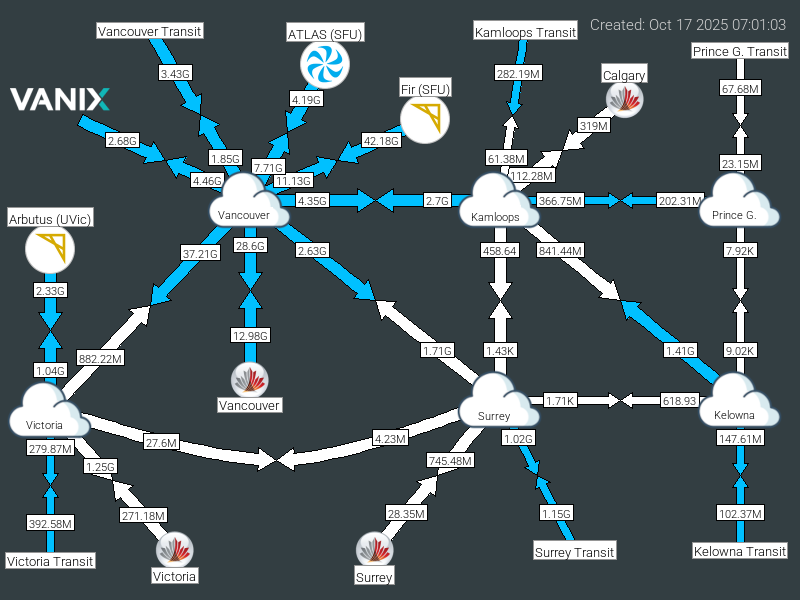 Created: Oct 17 2025 07:01:03
Vancouver Transit
ATLAS (SFU)
Kamloops Transit
Prince G. Transit
3.43G
282.19M
Calgary
67.68M
VANIX
4.19G
Fir (SFU)
319M
2.68G
42.18G
1.85G
61.38M
23.15M
7.71G
4.46G
11.13G
112.28M
4.35G
2.7G
366.75M
202.31M
Vancouver
Kamloops
Prince G.
Arbutus (UVic)
37.21G
28.6G
2.63G
458.64
841.44M
7.92K
2.33G
12.98G
882.22M
1.71G
1.43K
1.41G
9.02K
1.04G
Vancouver
1.71K
618.93
Victoria
Surrey
Kelowna
27.6M
4.23M
1.02G
147.61M
279.87M
1.25G
745.48M
392.58M
271.18M
28.35M
1.15G
102.37M
Victoria Transit
Victoria
Surrey
Surrey Transit
Kelowna Transit